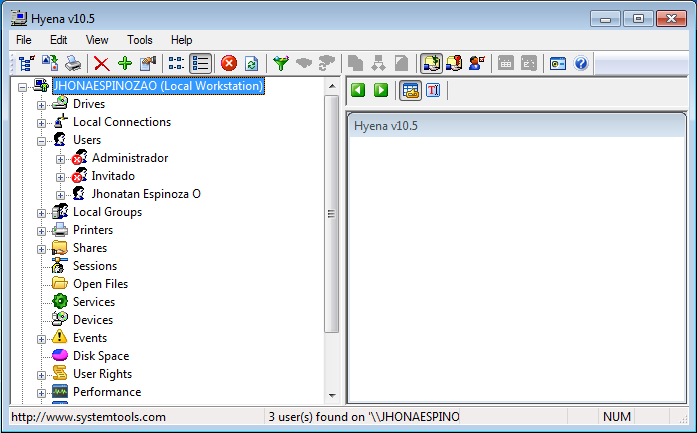 Hyena v10.5
File Edit View Tools Help
JHONAESPINOZAO (Local Workstation)
Drives
Local Connections
Users
Administrador
Invitado
Jhonatan Espinoza O
Local Groups
Printers
Shares
Sessions
Open Files
Services
Devices
Events
Disk Space
User Rights
Performance
Hyena v10.5
http://www.systemtools.com 3 user(s) found on '\\JHONAESPINO NUM